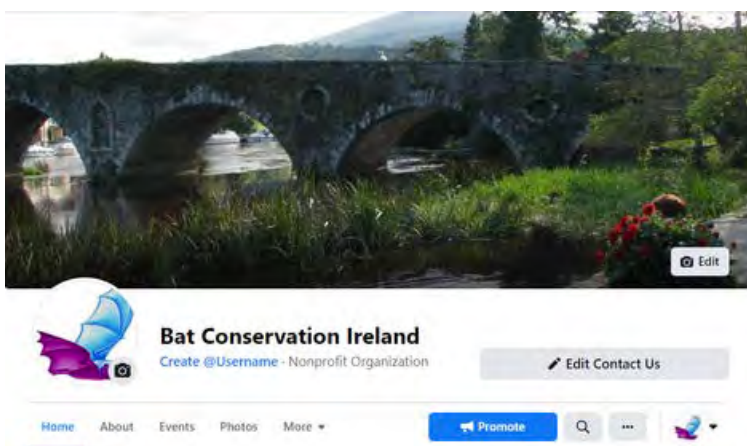 Edit
Bat Conservation Ireland
Create @Username · Nonprofit Organization
Edit Contact Us
Home About Events Photos More
Promote